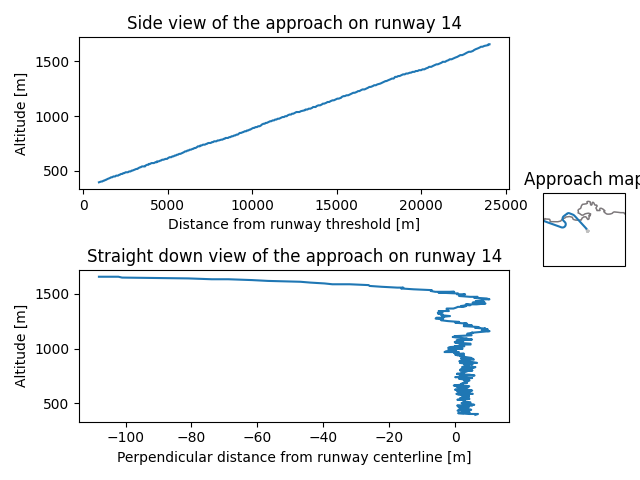 Side view of the approach on runway 14
Altitude [m]
1500
1000
500
0 5000 10000 15000 20000 25000
Distance from runway threshold [m]
Approach map
Straight down view of the approach on runway 14
Altitude [m]
1500
1000
500
−100 −80 −60 −40 −20 0
Perpendicular distance from runway centerline [m]